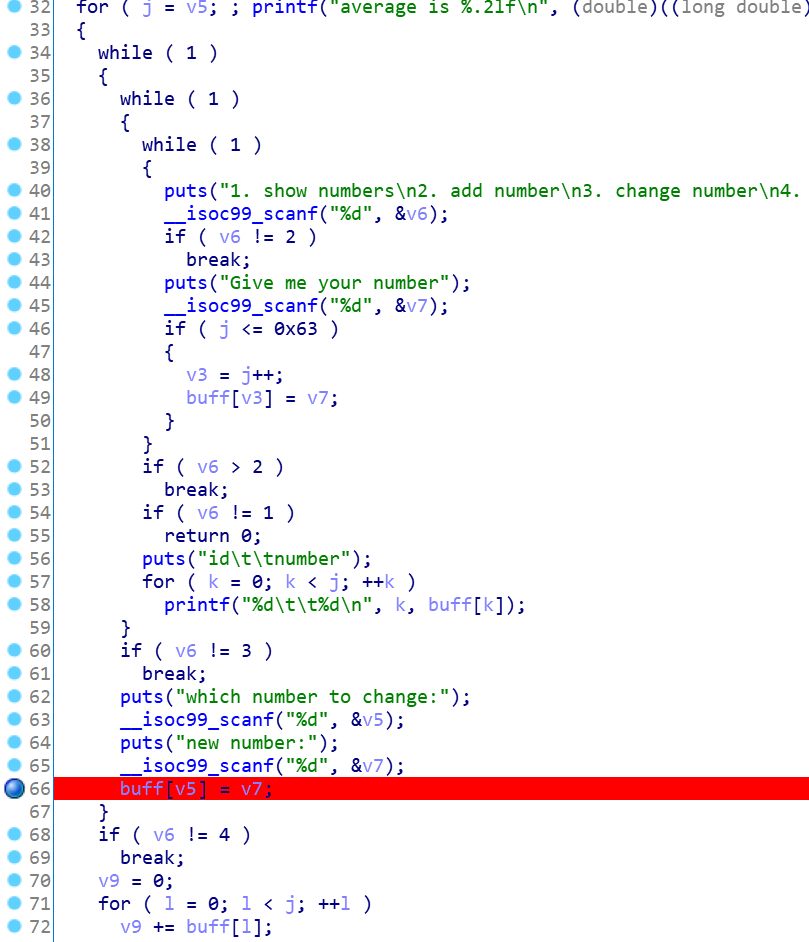 32 for ( j = v5; ; printf("average is %.2lf\n", (double)((long double)
33 {
34 while ( 1 )
35 {
36 while ( 1 )
37 {
38 while ( 1 )
39 {
40 puts("1. show numbers\n2. add number\n3. change number\n4.
41 __isoc99_scanf("%d", &v6);
42 if ( v6 != 2 )
43 break;
44 puts("Give me your number");
45 __isoc99_scanf("%d", &v7);
46 if ( j <= 0x63 )
47 {
48 v3 = j++;
49 buff[v3] = v7;
50 }
51 }
52 if ( v6 > 2 )
53 break;
54 if ( v6 != 1 )
55 return 0;
56 puts("id\t\tnumber");
57 for ( k = 0; k < j; ++k )
58 printf("%d\t\t%d\n", k, buff[k]);
59 }
60 if ( v6 != 3 )
61 break;
62 puts("which number to change:");
63 __isoc99_scanf("%d", &v5);
64 puts("new number:");
65 __isoc99_scanf("%d", &v7);
66 buff[v5] = v7;
67 }
68 if ( v6 != 4 )
69 break;
70 v9 = 0;
71 for ( l = 0; l < j; ++l )
72 v9 += buff[l];